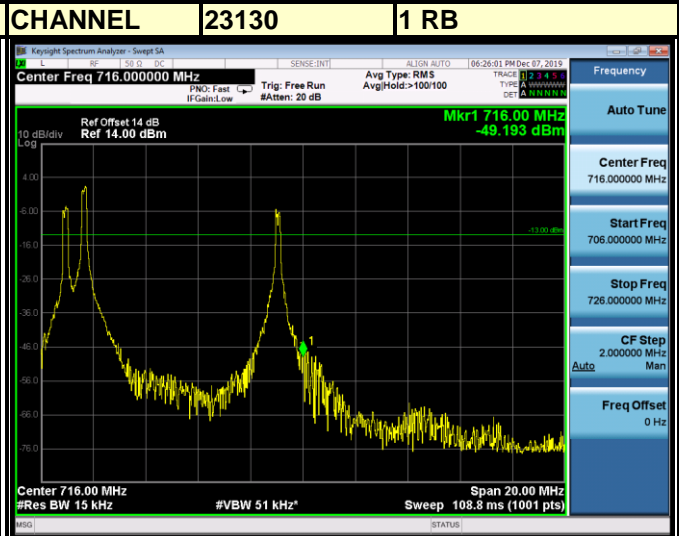 CHANNEL 23130 1 RB
Keysight Spectrum Analyzer - Swept SA
L RF 50 Ω DC SENSE:INT ALIGN AUTO 06:26:01 PM Dec 07, 2019
Center Freq 716.000000 MHz
PNO: Fast
IFGain:Low
Trig: Free Run
#Atten: 20 dB
Avg Type: RMS
Avg|Hold:>100/100
TRACE 1 2 3 4 5 6
TYPE A WWWWW
DET A N N N N N
Frequency
Auto Tune
Center Freq
716.000000 MHz
Start Freq
706.000000 MHz
Stop Freq
726.000000 MHz
CF Step
2.000000 MHz
Auto Man
Freq Offset
0 Hz
Mkr1 716.00 MHz
-49.193 dBm
Ref Offset 14 dB
10 dB/div Ref 14.00 dBm
Log
4.00
-6.00
-13.00 dBm
-16.0
-26.0
-36.0
-46.0
1
-56.0
-66.0
-76.0
Center 716.00 MHz Span 20.00 MHz
#Res BW 15 kHz #VBW 51 kHz* Sweep 108.8 ms (1001 pts)
MSG STATUS